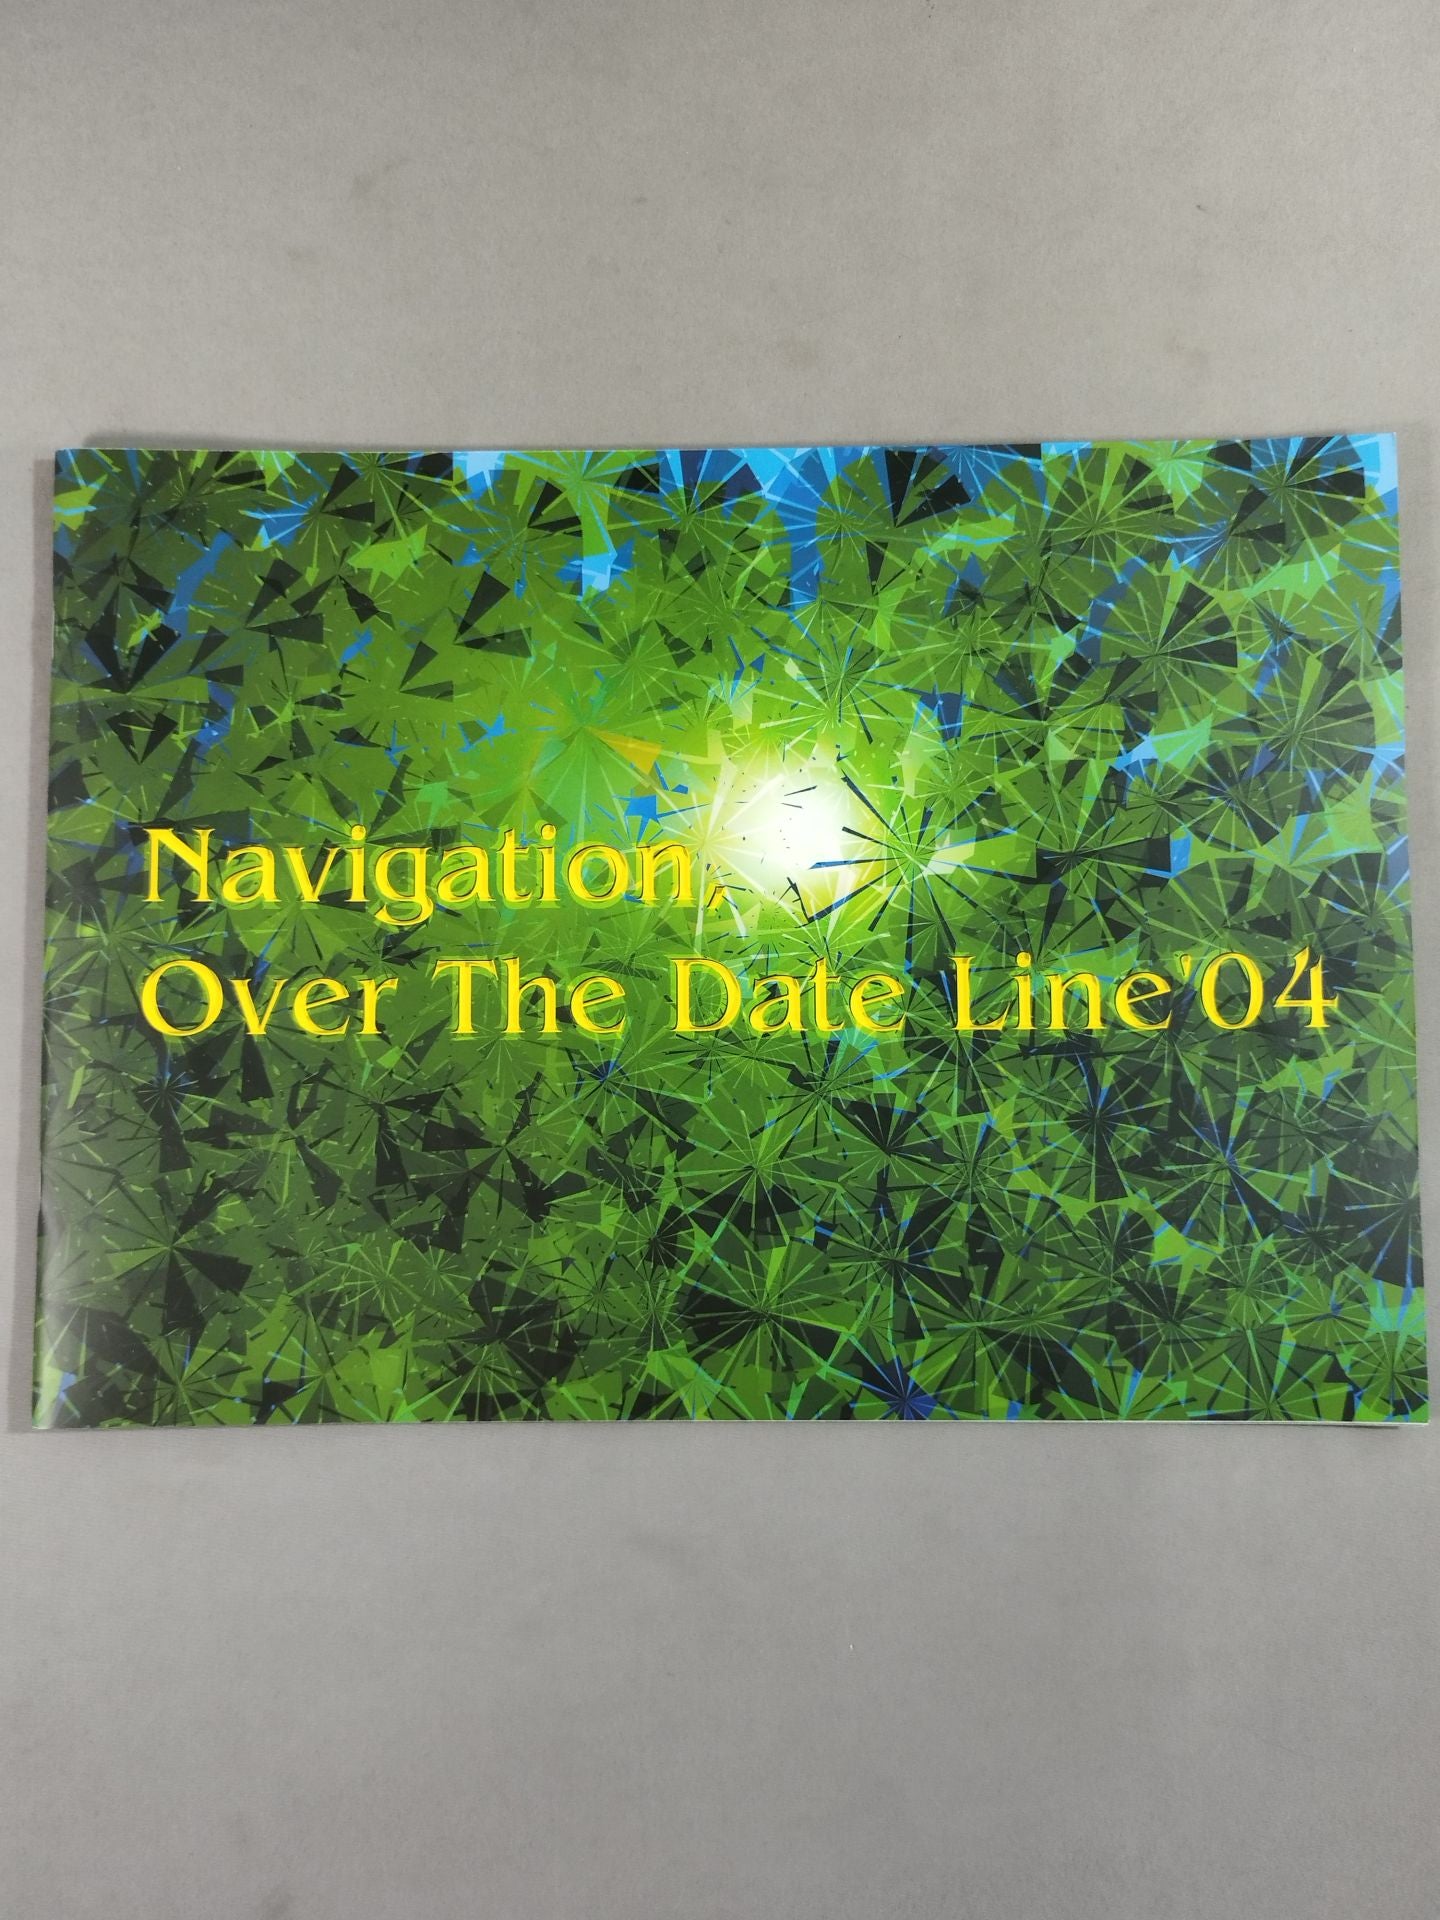 Navigation,
Over The Date Line'04